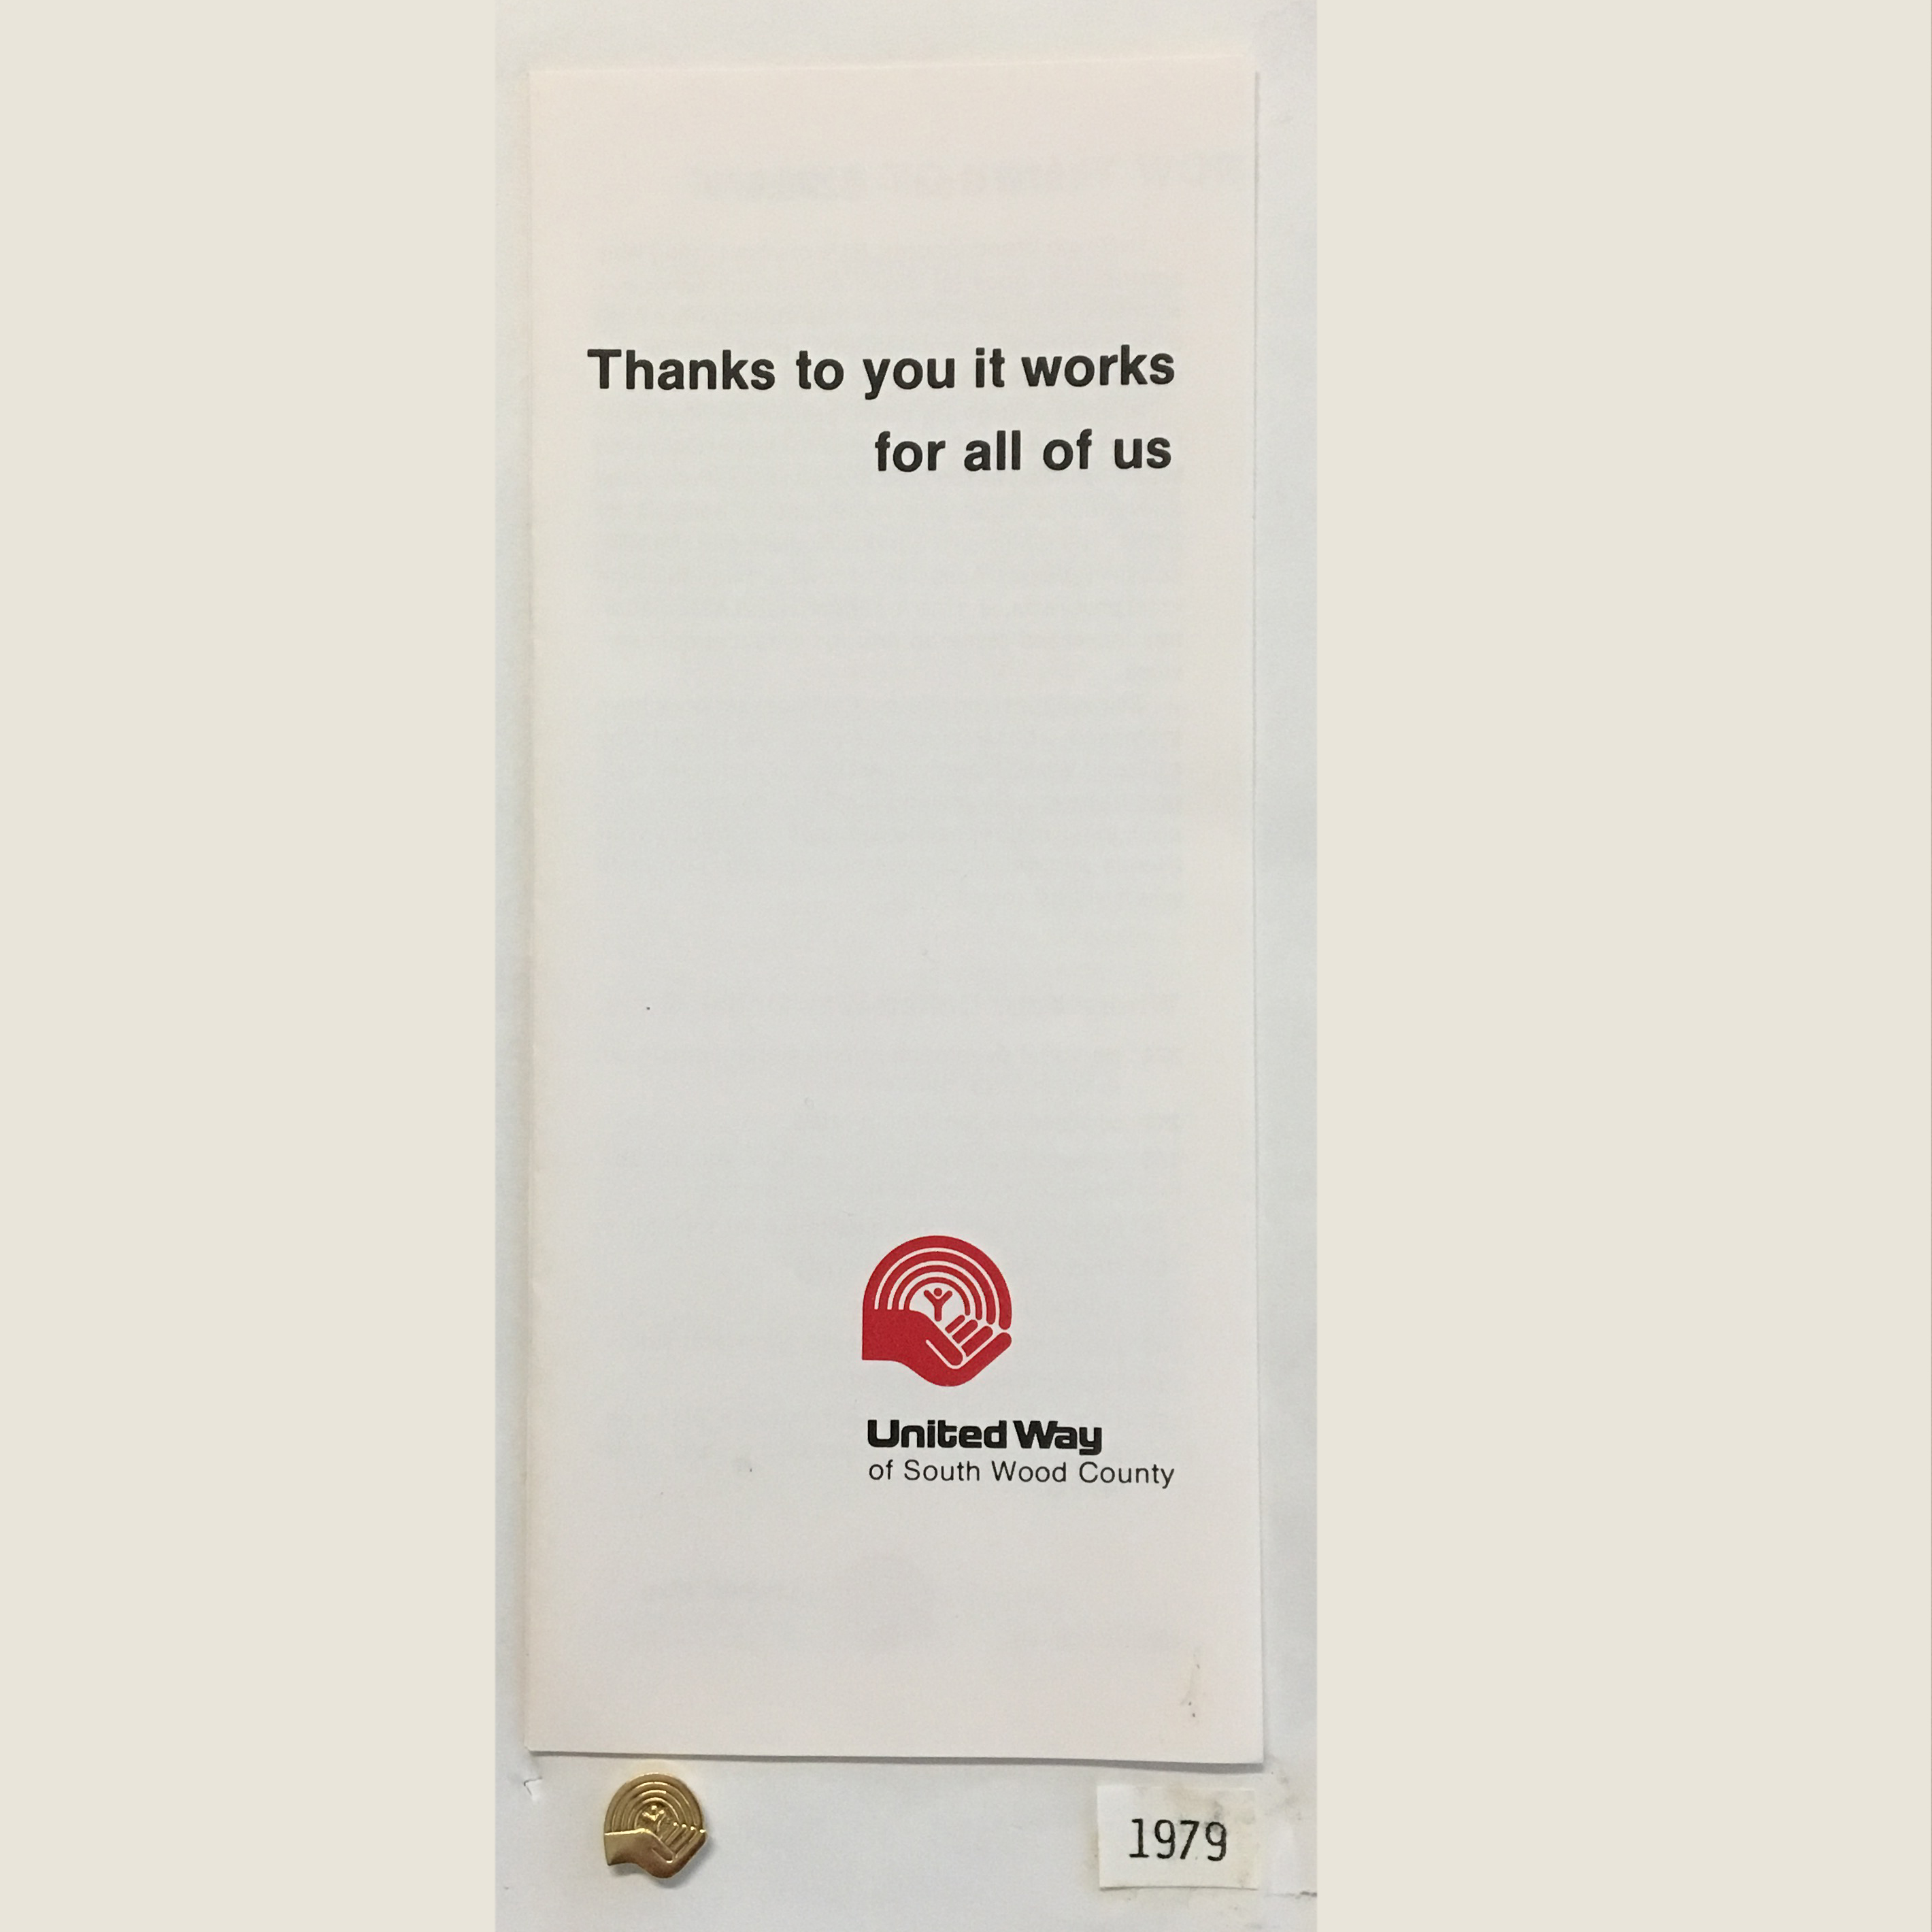 Thanks to you it works
for all of us
United Way
of South Wood County
1979